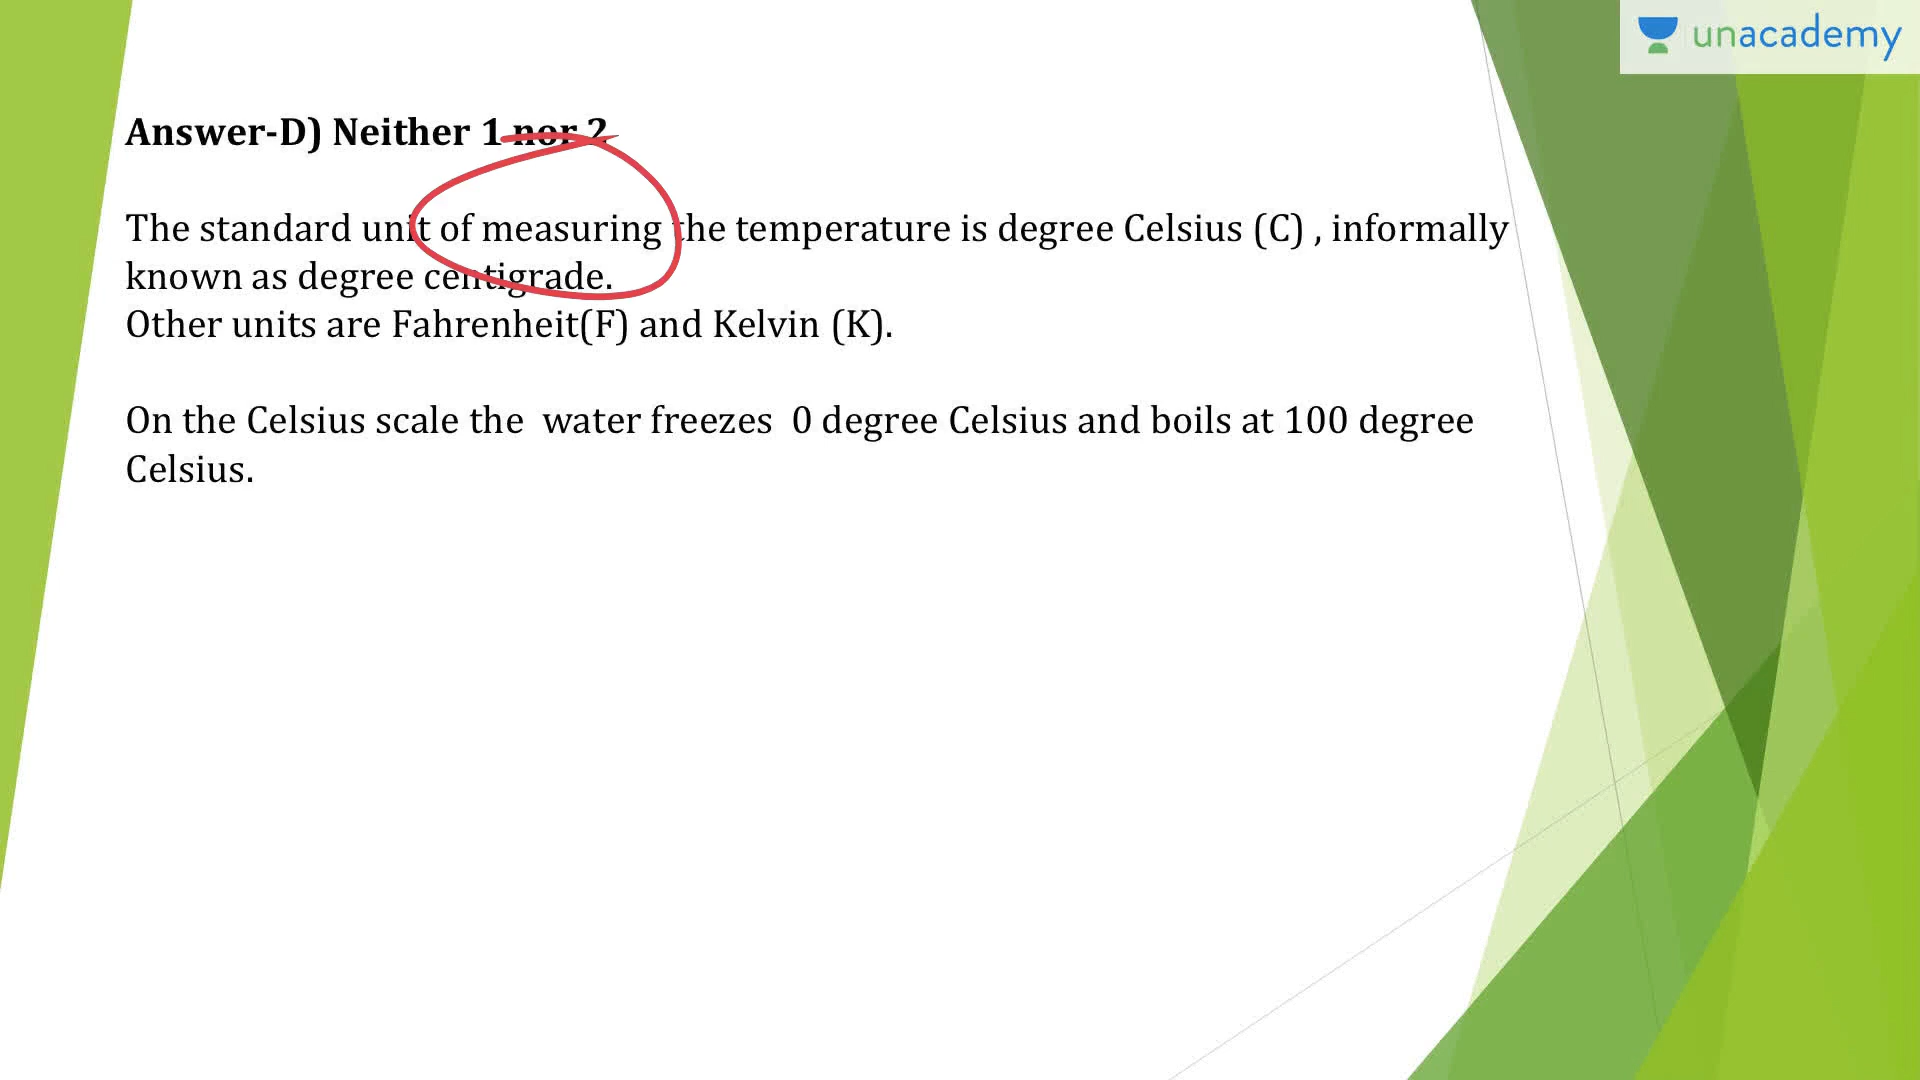 unacademy
Answer-D) Neither 1 nor 2
The standard unit of measuring the temperature is degree Celsius (C) , informally
known as degree centigrade.
Other units are Fahrenheit(F) and Kelvin (K).
On the Celsius scale the  water freezes  0 degree Celsius and boils at 100 degree
Celsius.